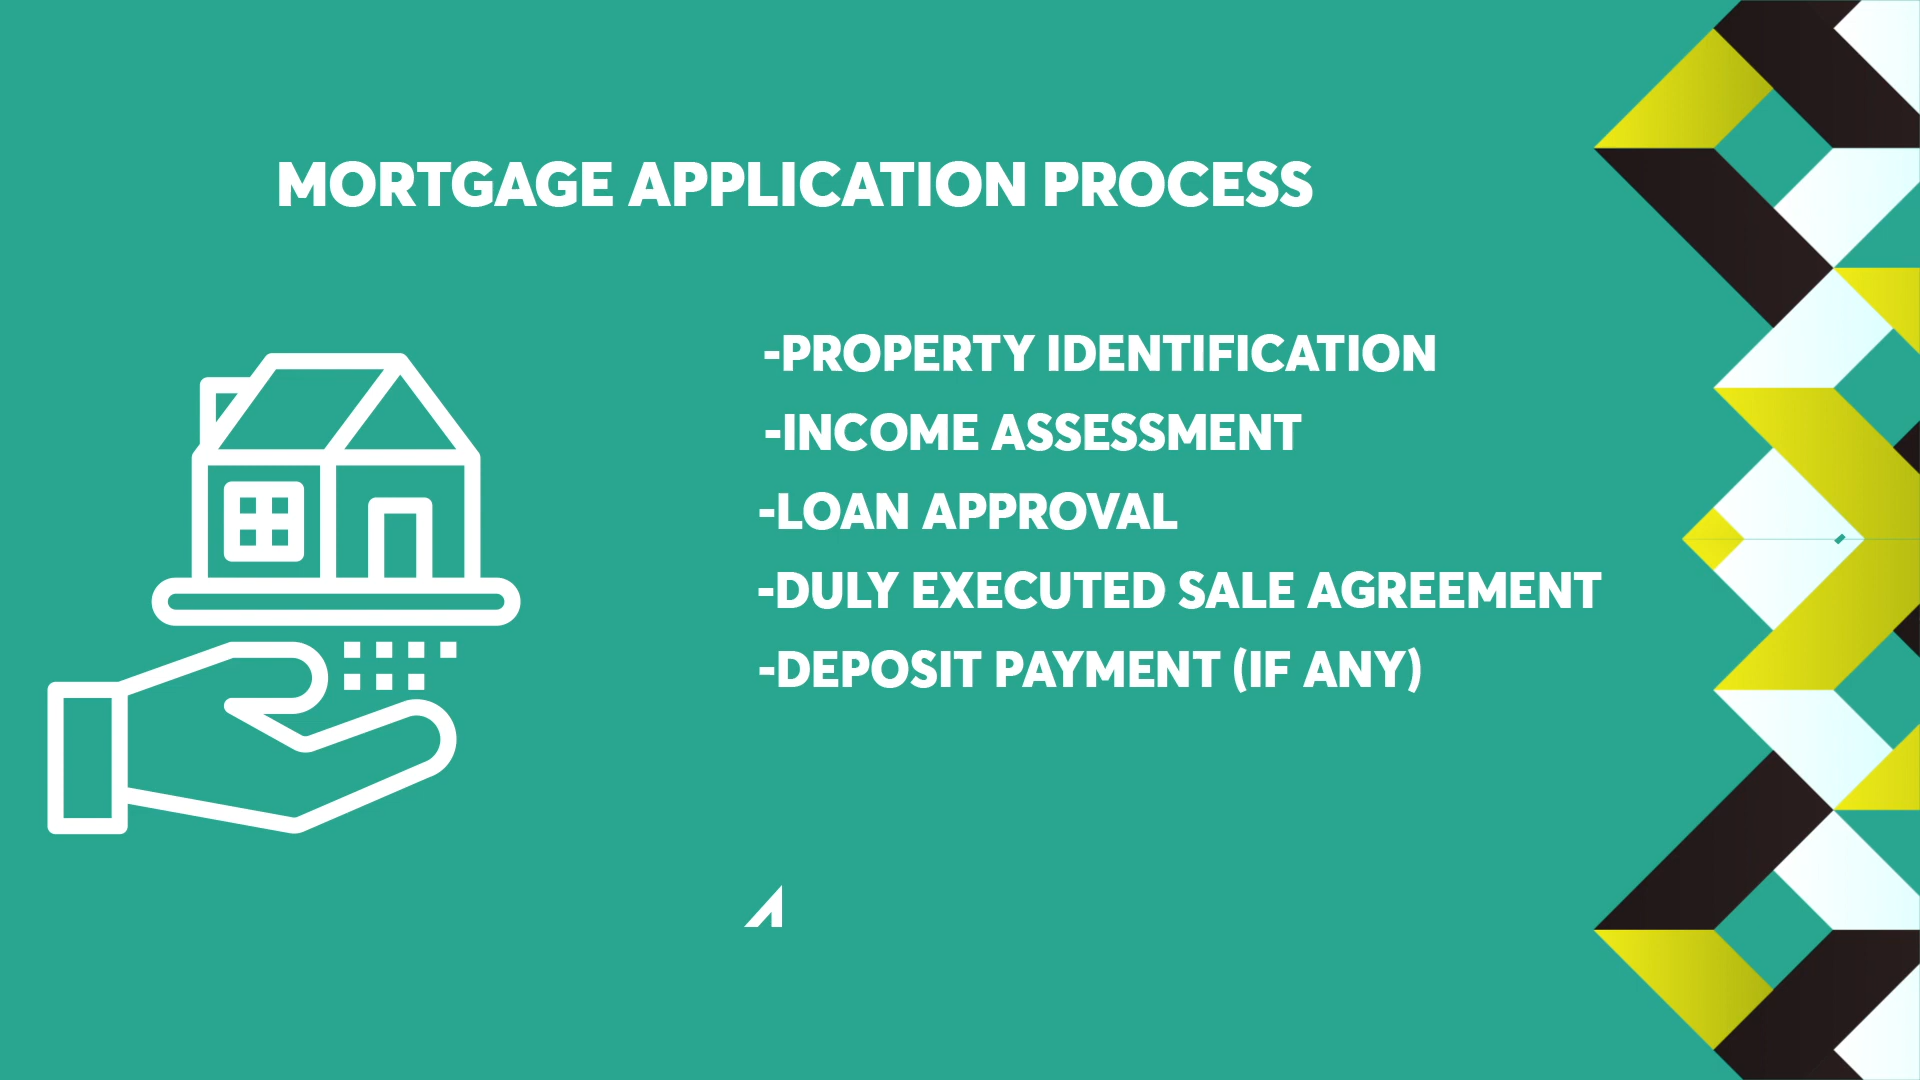 MORTGAGE APPLICATION PROCESS
-PROPERTY IDENTIFICATION
-INCOME ASSESSMENT
-LOAN APPROVAL
-DULY EXECUTED SALE AGREEMENT
-DEPOSIT PAYMENT (IF ANY)